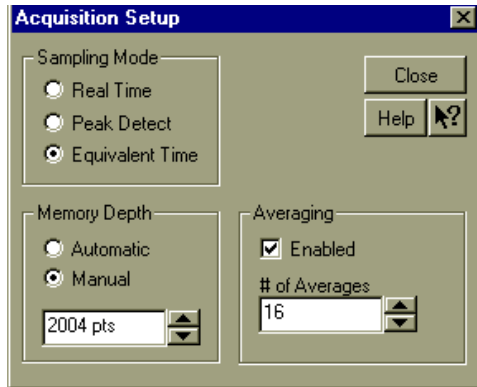 Acquisition Setup
Sampling Mode
Real Time
Peak Detect
Equivalent Time
Close
Help ?
Memory Depth
Automatic
Manual
2004 pts
Averaging
Enabled
# of Averages
16